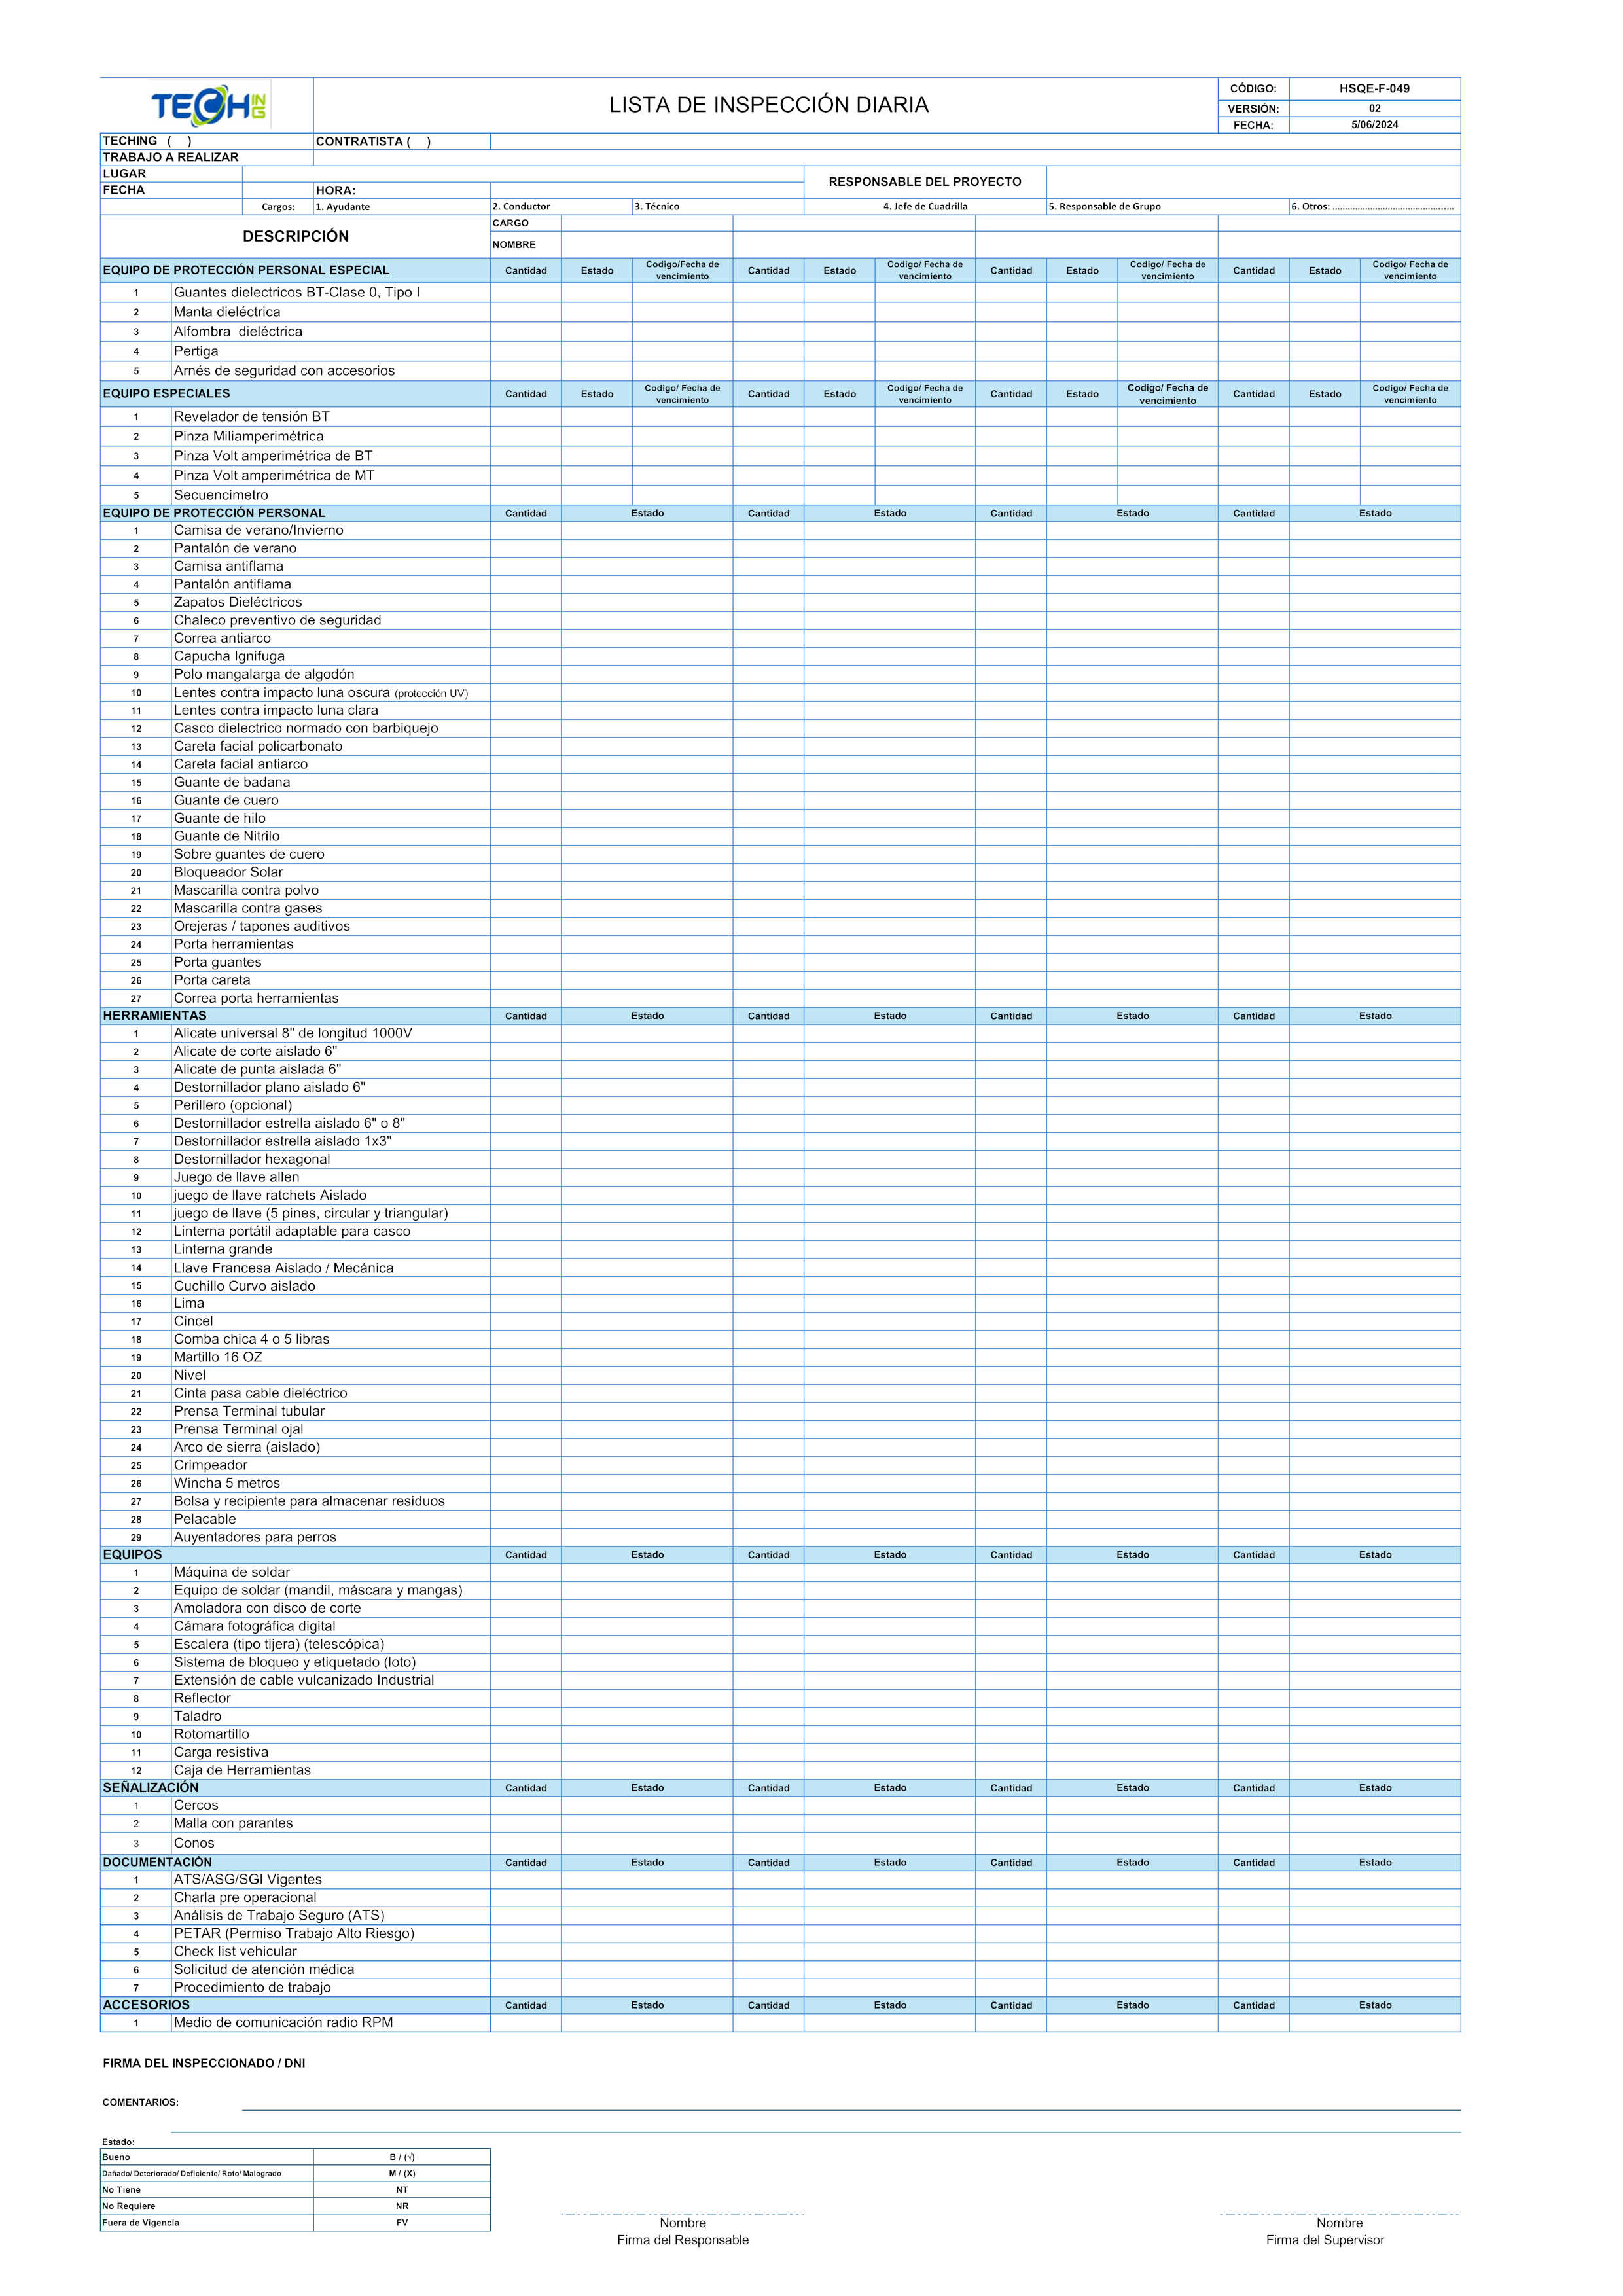 TECHING
LISTA DE INSPECCIÓN DIARIA
CÓDIGO: HSQE-F-049
VERSIÓN: 02
FECHA: 5/06/2024
TECHING ( ) CONTRATISTA ( )
TRABAJO A REALIZAR
LUGAR
RESPONSABLE DEL PROYECTO
FECHA HORA:
Cargos: 1. Ayudante 2. Conductor 3. Técnico 4. Jefe de Cuadrilla 5. Responsable de Grupo 6. Otros: ............................................
DESCRIPCIÓN
CARGO
NOMBRE
EQUIPO DE PROTECCIÓN PERSONAL ESPECIAL Cantidad Estado Codigo/Fecha de vencimiento Cantidad Estado Codigo/ Fecha de vencimiento Cantidad Estado Codigo/ Fecha de vencimiento Cantidad Estado Codigo/ Fecha de vencimiento
1 Guantes dielectricos BT-Clase 0, Tipo I
2 Manta dieléctrica
3 Alfombra dieléctrica
4 Pertiga
5 Arnés de seguridad con accesorios
EQUIPO ESPECIALES Cantidad Estado Codigo/ Fecha de vencimiento Cantidad Estado Codigo/ Fecha de vencimiento Cantidad Estado Codigo/ Fecha de vencimiento Cantidad Estado Codigo/ Fecha de vencimiento
1 Revelador de tensión BT
2 Pinza Miliamperimétrica
3 Pinza Volt amperimétrica de BT
4 Pinza Volt amperimétrica de MT
5 Secuencimetro
EQUIPO DE PROTECCIÓN PERSONAL Cantidad Estado Cantidad Estado Cantidad Estado Cantidad Estado
1 Camisa de verano/Invierno
2 Pantalón de verano
3 Camisa antiflama
4 Pantalón antiflama
5 Zapatos Dieléctricos
6 Chaleco preventivo de seguridad
7 Correa antiarco
8 Capucha Ignifuga
9 Polo mangalarga de algodón
10 Lentes contra impacto luna oscura (protección UV)
11 Lentes contra impacto luna clara
12 Casco dielectrico normado con barbiquejo
13 Careta facial policarbonato
14 Careta facial antiarco
15 Guante de badana
16 Guante de cuero
17 Guante de hilo
18 Guante de Nitrilo
19 Sobre guantes de cuero
20 Bloqueador Solar
21 Mascarilla contra polvo
22 Mascarilla contra gases
23 Orejeras / tapones auditivos
24 Porta herramientas
25 Porta guantes
26 Porta careta
27 Correa porta herramientas
HERRAMIENTAS Cantidad Estado Cantidad Estado Cantidad Estado Cantidad Estado
1 Alicate universal 8" de longitud 1000V
2 Alicate de corte aislado 6"
3 Alicate de punta aislada 6"
4 Destornillador plano aislado 6"
5 Perillero (opcional)
6 Destornillador estrella aislado 6" o 8"
7 Destornillador estrella aislado 1x3"
8 Destornillador hexagonal
9 Juego de llave allen
10 juego de llave ratchets Aislado
11 juego de llave (5 pines, circular y triangular)
12 Linterna portátil adaptable para casco
13 Linterna grande
14 Llave Francesa Aislado / Mecánica
15 Cuchillo Curvo aislado
16 Lima
17 Cincel
18 Comba chica 4 o 5 libras
19 Martillo 16 OZ
20 Nivel
21 Cinta pasa cable dieléctrico
22 Prensa Terminal tubular
23 Prensa Terminal ojal
24 Arco de sierra (aislado)
25 Crimpeador
26 Wincha 5 metros
27 Bolsa y recipiente para almacenar residuos
28 Pelacable
29 Auyentadores para perros
EQUIPOS Cantidad Estado Cantidad Estado Cantidad Estado Cantidad Estado
1 Máquina de soldar
2 Equipo de soldar (mandil, máscara y mangas)
3 Amoladora con disco de corte
4 Cámara fotográfica digital
5 Escalera (tipo tijera) (telescópica)
6 Sistema de bloqueo y etiquetado (loto)
7 Extensión de cable vulcanizado Industrial
8 Reflector
9 Taladro
10 Rotomartillo
11 Carga resistiva
12 Caja de Herramientas
SEÑALIZACIÓN Cantidad Estado Cantidad Estado Cantidad Estado Cantidad Estado
1 Cercos
2 Malla con parantes
3 Conos
DOCUMENTACIÓN Cantidad Estado Cantidad Estado Cantidad Estado Cantidad Estado
1 ATS/ASG/SGI Vigentes
2 Charla pre operacional
3 Análisis de Trabajo Seguro (ATS)
4 PETAR (Permiso Trabajo Alto Riesgo)
5 Check list vehicular
6 Solicitud de atención médica
7 Procedimiento de trabajo
ACCESORIOS Cantidad Estado Cantidad Estado Cantidad Estado Cantidad Estado
1 Medio de comunicación radio RPM
FIRMA DEL INSPECCIONADO / DNI
COMENTARIOS:
Estado:
Bueno B / (√)
Dañado/ Deteriorado/ Deficiente/ Roto/ Malogrado M / (X)
No Tiene NT
No Requiere NR
Fuera de Vigencia FV
Nombre Nombre
Firma del Responsable Firma del Supervisor